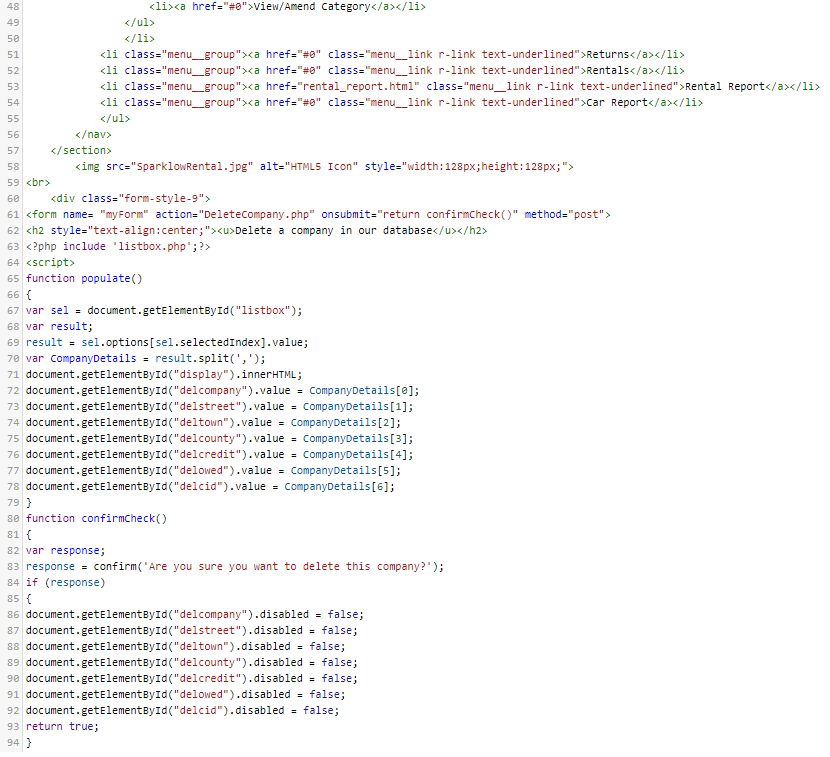 48 <li><a href="#0">View/Amend Category</a></li>
49 </ul>
50 </li>
51 <li class="menu__group"><a href="#0" class="menu__link r-link text-underlined">Returns</a></li>
52 <li class="menu__group"><a href="#0" class="menu__link r-link text-underlined">Rentals</a></li>
53 <li class="menu__group"><a href="rental_report.html" class="menu__link r-link text-underlined">Rental Report</a></li>
54 <li class="menu__group"><a href="#0" class="menu__link r-link text-underlined">Car Report</a></li>
55 </ul>
56 </nav>
57 </section>
58 <img src="SparklowRental.jpg" alt="HTML5 Icon" style="width:128px;height:128px;">
59 <br>
60 <div class="form-style-9">
61 <form name= "myForm" action="DeleteCompany.php" onsubmit="return confirmCheck()" method="post">
62 <h2 style="text-align:center;"><u>Delete a company in our database</u></h2>
63 <?php include 'listbox.php';?>
64 <script>
65 function populate()
66 {
67 var sel = document.getElementById("listbox");
68 var result;
69 result = sel.options[sel.selectedIndex].value;
70 var CompanyDetails = result.split(',');
71 document.getElementById("display").innerHTML;
72 document.getElementById("delcompany").value = CompanyDetails[0];
73 document.getElementById("delstreet").value = CompanyDetails[1];
74 document.getElementById("deltown").value = CompanyDetails[2];
75 document.getElementById("delcounty").value = CompanyDetails[3];
76 document.getElementById("delcredit").value = CompanyDetails[4];
77 document.getElementById("delowed").value = CompanyDetails[5];
78 document.getElementById("delcid").value = CompanyDetails[6];
79 }
80 function confirmCheck()
81 {
82 var response;
83 response = confirm('Are you sure you want to delete this company?');
84 if (response)
85 {
86 document.getElementById("delcompany").disabled = false;
87 document.getElementById("delstreet").disabled = false;
88 document.getElementById("deltown").disabled = false;
89 document.getElementById("delcounty").disabled = false;
90 document.getElementById("delcredit").disabled = false;
91 document.getElementById("delowed").disabled = false;
92 document.getElementById("delcid").disabled = false;
93 return true;
94 }